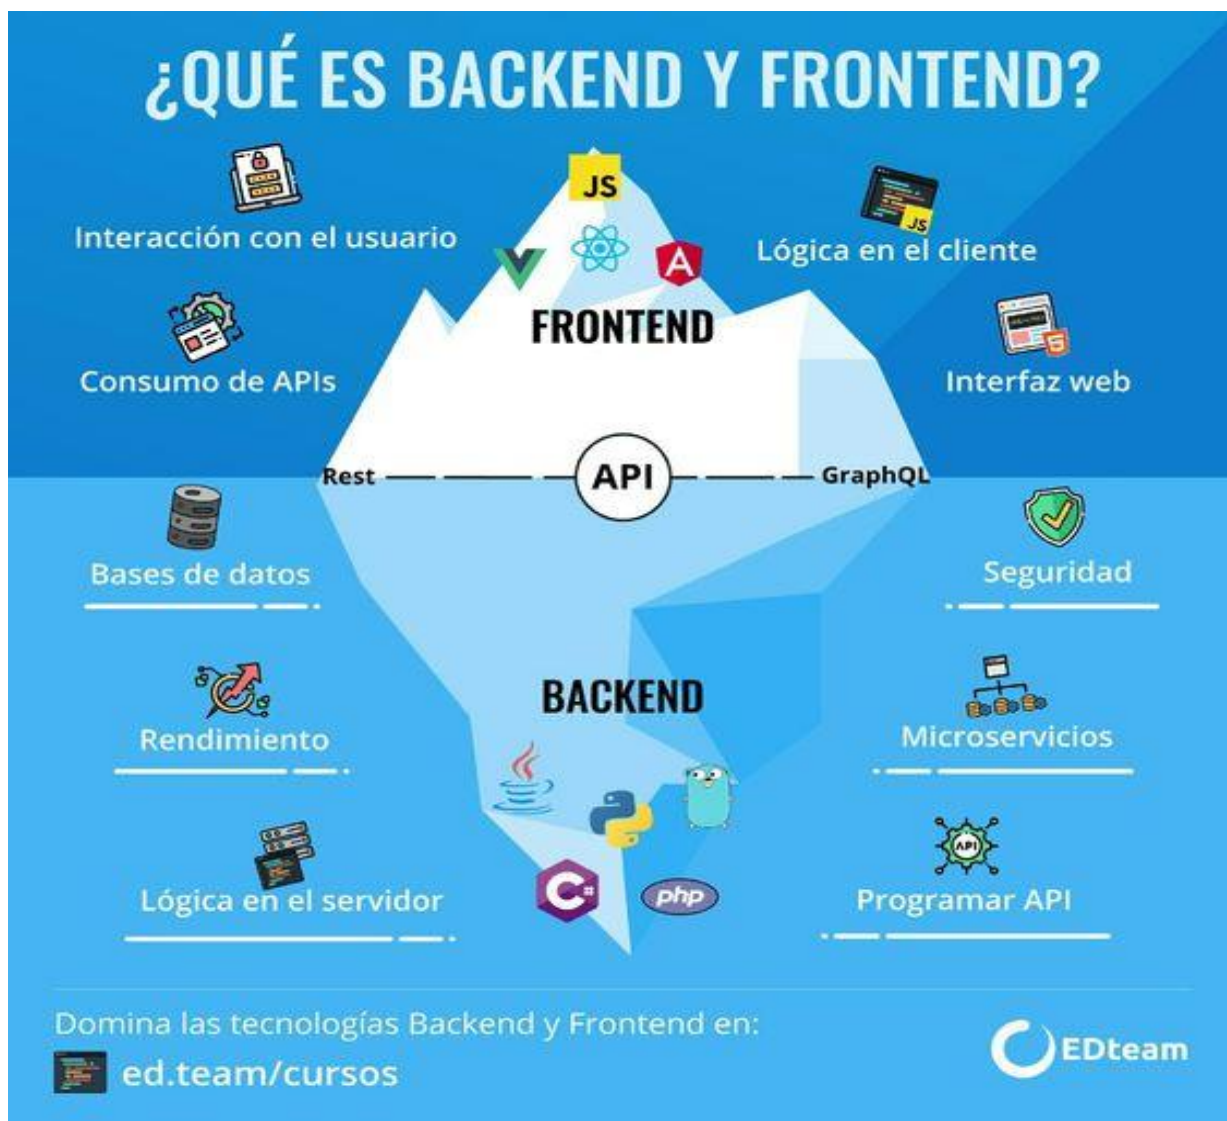 ¿QUÉ ES BACKEND Y FRONTEND?
JS
JS
Interacción con el usuario
Lógica en el cliente
A
FRONTEND
5
Consumo de APIs
Interfaz web
Rest
API
GraphQL
Bases de datos
Seguridad
BACKEND
Rendimiento
Microservicios
API
Lógica en el servidor
C#
php
Programar API
Domina las tecnologías Backend y Frontend en:
ed.team/cursos
EDteam